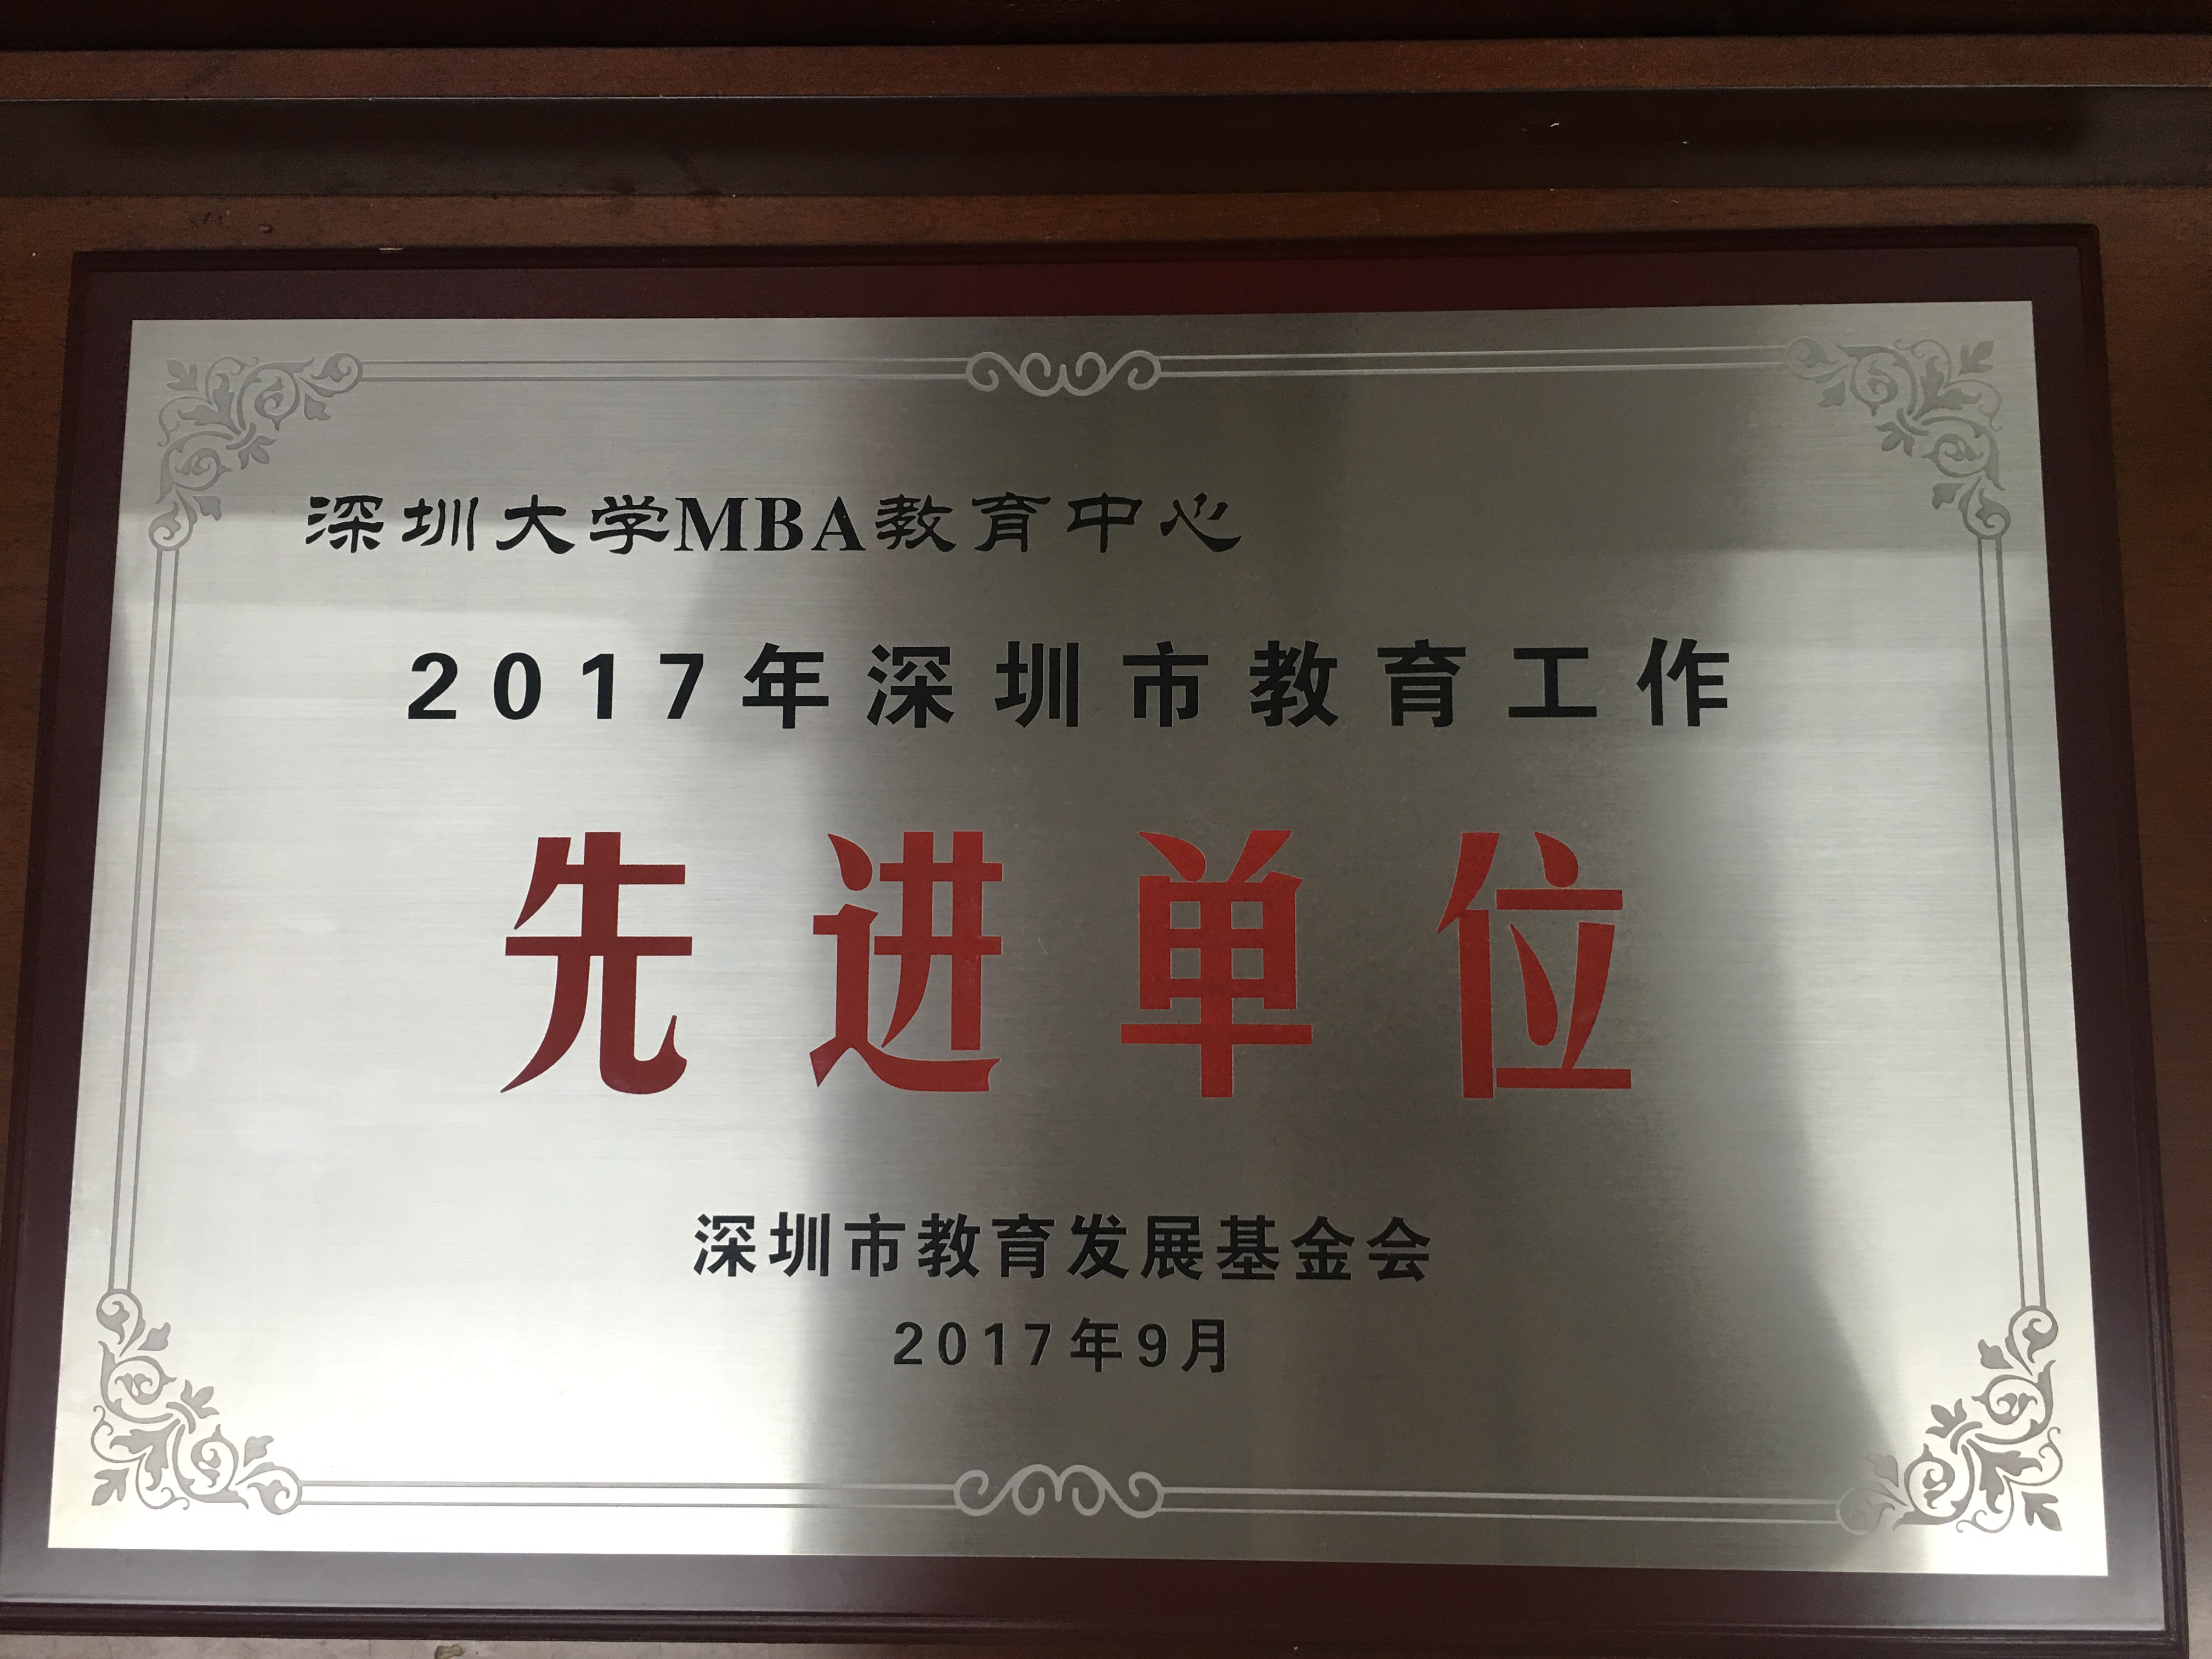 深圳大学MBA教育中心
2017年深圳市教育工作
先进单位
深圳市教育发展基金会
2017年9月